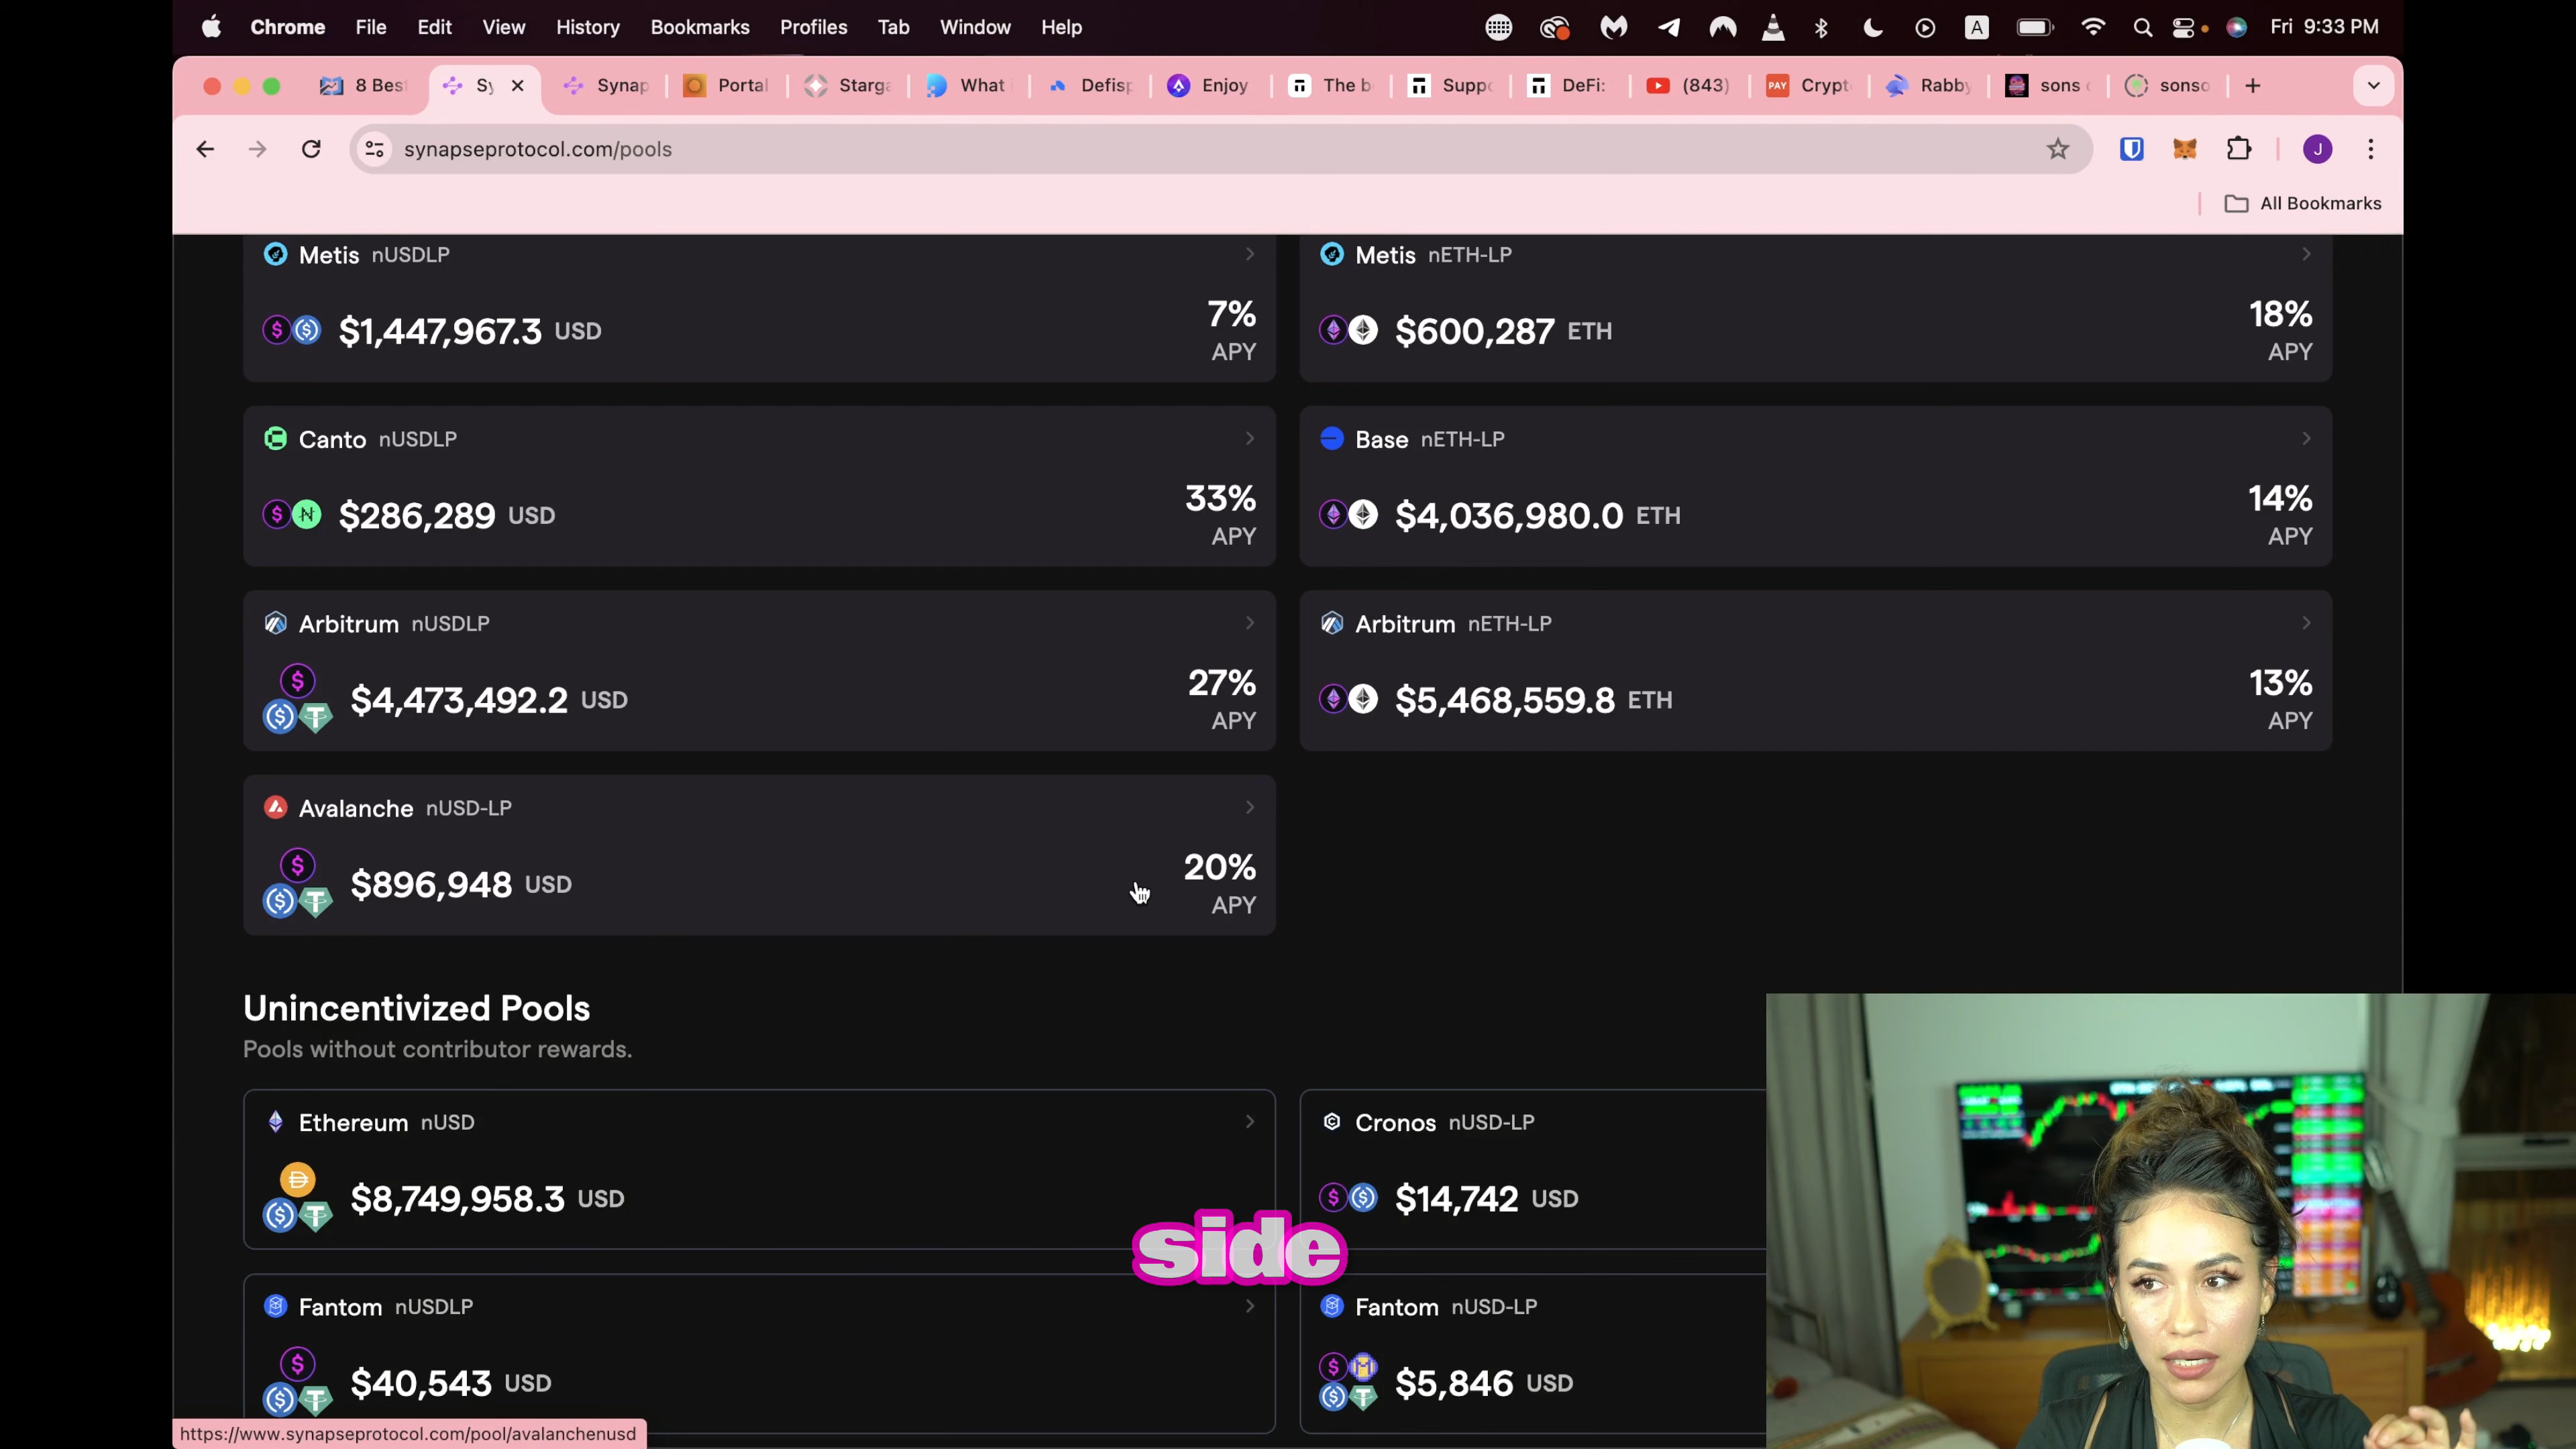 Chrome File Edit View History Bookmarks Profiles Tab Window Help A Fri 9:33 PM
8 Bes Sy Synap Portal Starga What Defisp Enjoy The b Suppo DeFi: (843) PAY Crypt Rabby sons sonso
synapseprotocol.com/pools J
All Bookmarks
Metis nUSDLP
$1,447,967.3 USD
7%
APY
Metis nETH-LP
$600,287 ETH
18%
APY
Canto nUSDLP
$286,289 USD
33%
APY
Base nETH-LP
$4,036,980.0 ETH
14%
APY
Arbitrum nUSDLP
$4,473,492.2 USD
27%
APY
Arbitrum nETH-LP
$5,468,559.8 ETH
13%
APY
Avalanche nUSD-LP
$896,948 USD
20%
APY
Unincentivized Pools
Pools without contributor rewards.
Ethereum nUSD
$8,749,958.3 USD
Cronos nUSD-LP
$14,742 USD
side
Fantom nUSDLP
$40,543 USD
Fantom nUSD-LP
$5,846 USD
https://www.synapseprotocol.com/pool/avalanchenusd